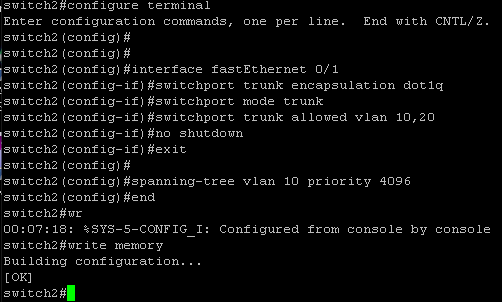 switch2#configure terminal
Enter configuration commands, one per line.  End with CNTL/Z.
switch2(config)#
switch2(config)#
switch2(config)#interface fastEthernet 0/1
switch2(config-if)#switchport trunk encapsulation dot1q
switch2(config-if)#switchport mode trunk
switch2(config-if)#switchport trunk allowed vlan 10,20
switch2(config-if)#no shutdown
switch2(config-if)#exit
switch2(config)#
switch2(config)#spanning-tree vlan 10 priority 4096
switch2(config)#end
switch2#wr
00:07:18: %SYS-5-CONFIG_I: Configured from console by console
switch2#write memory
Building configuration...
[OK]
switch2#